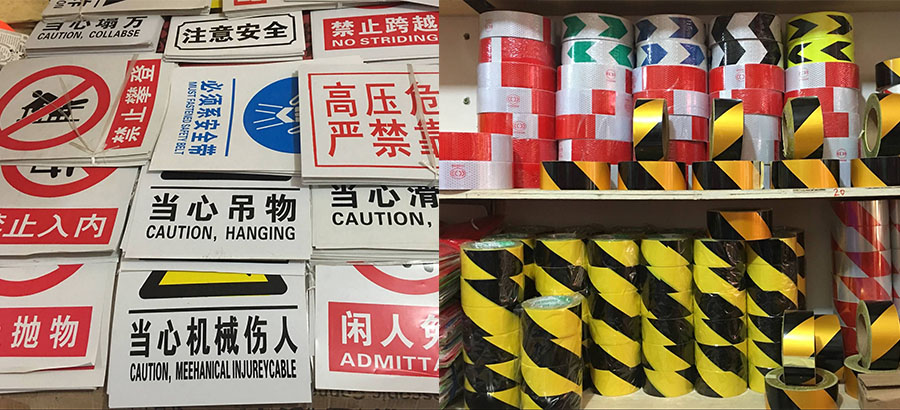 当心塌方
CAUTION, COLLABSE
注意安全
禁止跨越
NO STRIDING
禁止攀登
必须系安全带
MUST FASTENED SAFETY BELT
高压危
严禁
禁止入内
当心吊物
CAUTION, HANGING
当心滑
CAUTION,
抛物
当心机械伤人
CAUTION, MEEHANICAL INJUREYCABLE
闲人免
ADMITTA
20